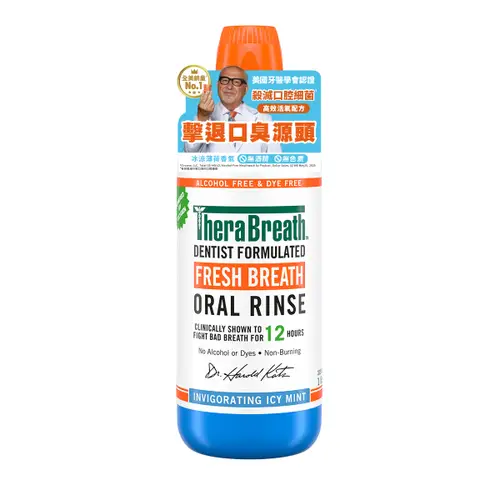 全美銷量
No.1
美國牙醫學會認證
殺滅口腔細菌
高效活氧配方
擊退口臭源頭
冰涼薄荷香氛 無酒精 無色素
ALCOHOL FREE & DYE FREE
TheraBreath
DENTIST FORMULATED
FRESH BREATH
ORAL RINSE
CLINICALLY SHOWN TO
FIGHT BAD BREATH FOR 12 HOURS
No Alcohol or Dyes • Non-Burning
Dr. Harold Katz
INVIGORATING ICY MINT